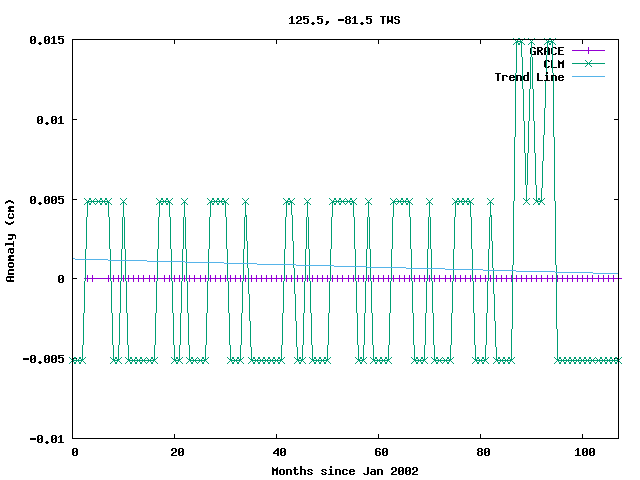 125.5, -81.5 TWS
0.015
GRACE
CLM
Trend Line
0.01
0.005
0
-0.005
-0.01
Anomaly (cm)
0 20 40 60 80 100
Months since Jan 2002